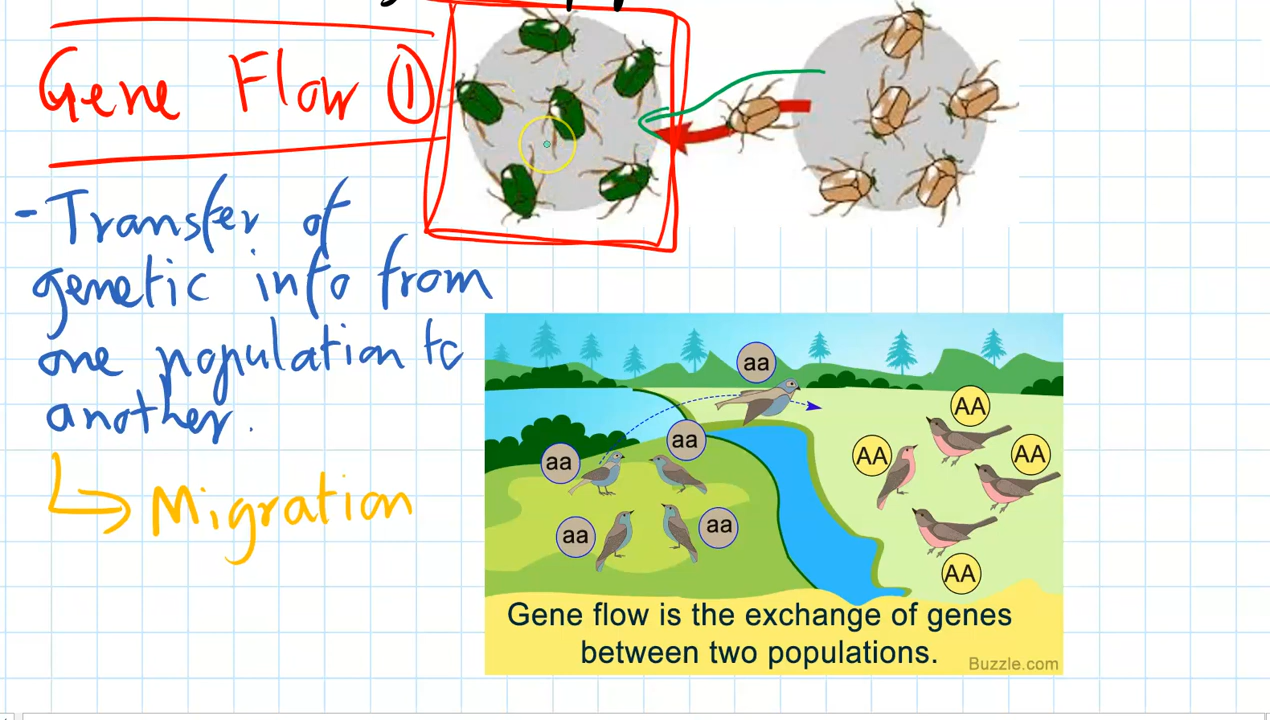 Gene Flow ①
- Transfer of
genetic info from
one population to
another.
Migration
aa
aa
aa
aa
aa
AA
AA
AA
AA
Gene flow is the exchange of genes
between two populations.
Buzzle.com